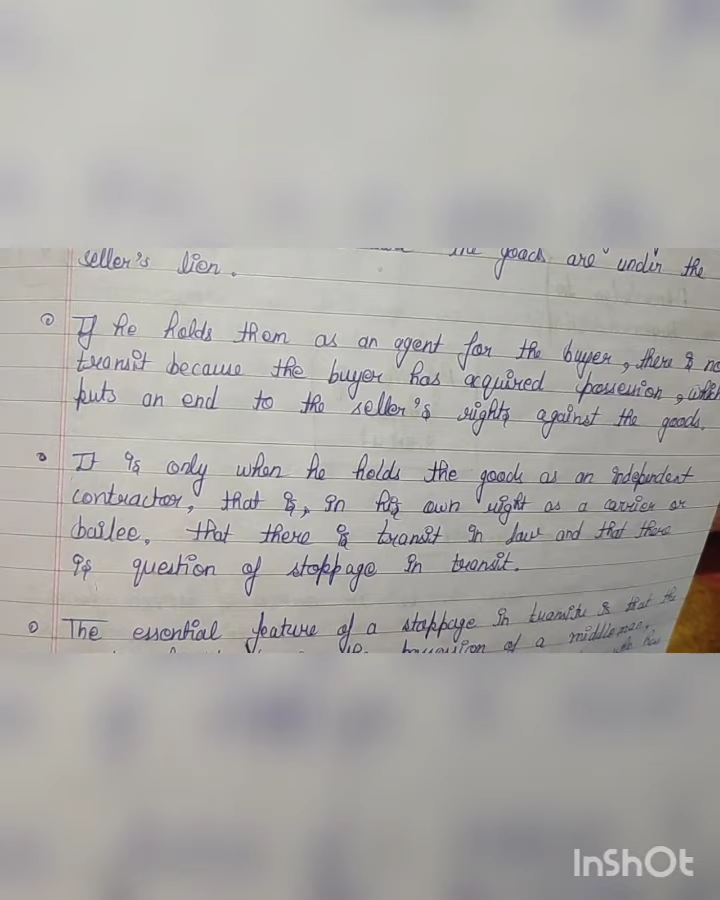 the goods are under the
seller's lien.
If he holds them as an agent for the buyer, there is no
transit because the buyer has acquired possession, which
puts an end to the seller's rights against the goods.
It is only when he holds the goods as an independent
contractor, that is, in his own right as a carrier or
bailee, that there is transit in law and that there
is question of stoppage in transit.
The essential feature of a stoppage in transit is that the
of a middleman,
InShOt